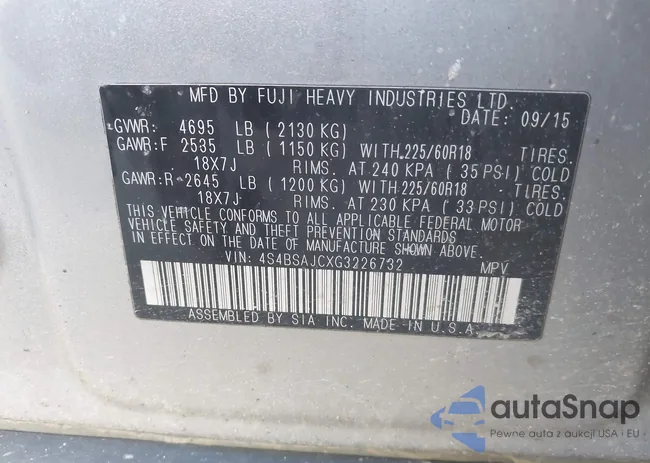 MFD BY FUJI HEAVY INDUSTRIES LTD.
DATE: 09/15
GVWR: 4695 LB (2130 KG)
GAWR:F 2535 LB (1150 KG) WITH 225/60R18 TIRES.
18X7J RIMS. AT 240 KPA (35 PSI) COLD
GAWR:R 2645 LB (1200 KG) WITH 225/60R18 TIRES.
18X7J RIMS. AT 230 KPA (33 PSI) COLD
THIS VEHICLE CONFORMS TO ALL APPLICABLE FEDERAL MOTOR
VEHICLE SAFETY AND THEFT PREVENTION STANDARDS
IN EFFECT ON THE DATE OF MANUFACTURE SHOWN ABOVE.
VIN: 4S4BSAJCXG3226732 MPV
ASSEMBLED BY SIA INC. MADE IN U.S.A.
autaSnap
Pewne auta z aukcji USA i EU